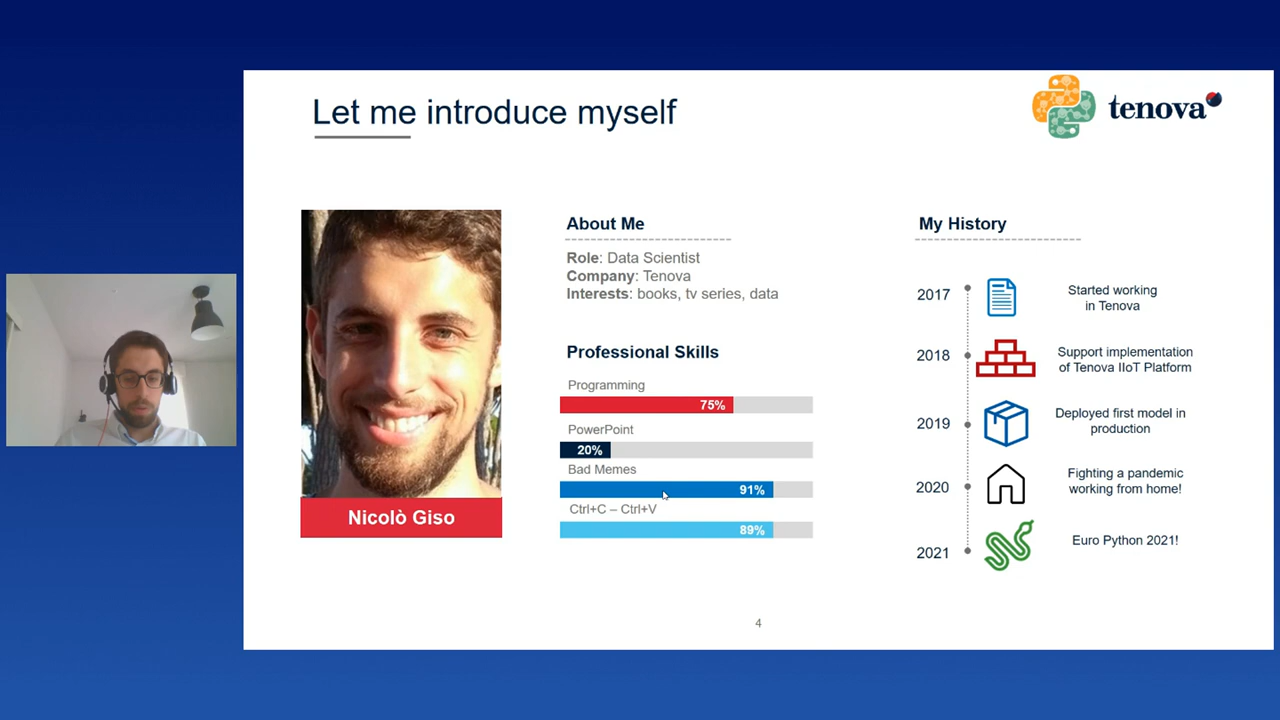 Let me introduce myself
tenova
Nicolò Giso
About Me
Role: Data Scientist
Company: Tenova
Interests: books, tv series, data
Professional Skills
Programming
75%
PowerPoint
20%
Bad Memes
91%
Ctrl+C – Ctrl+V
89%
My History
2017
Started working
in Tenova
2018
Support implementation
of Tenova IIoT Platform
2019
Deployed first model in
production
2020
Fighting a pandemic
working from home!
2021
Euro Python 2021!
4